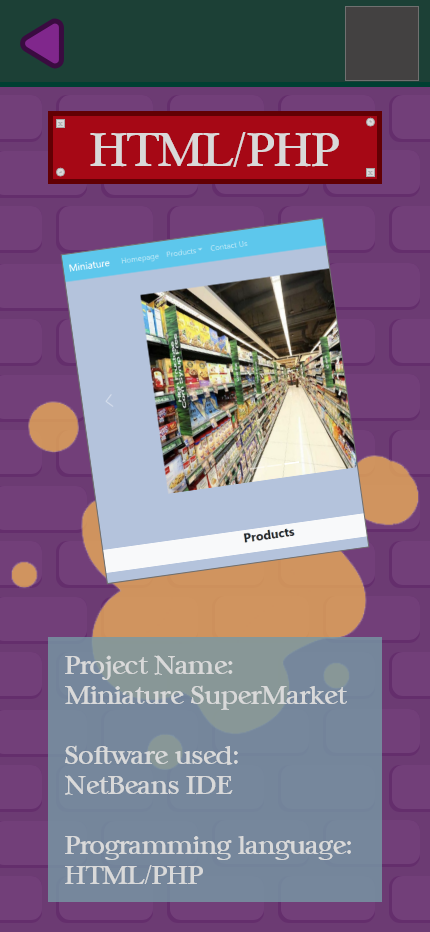 HTML/PHP
Miniature Homepage Products Contact Us
Products
Project Name:
Miniature SuperMarket
Software used:
NetBeans IDE
Programming language:
HTML/PHP